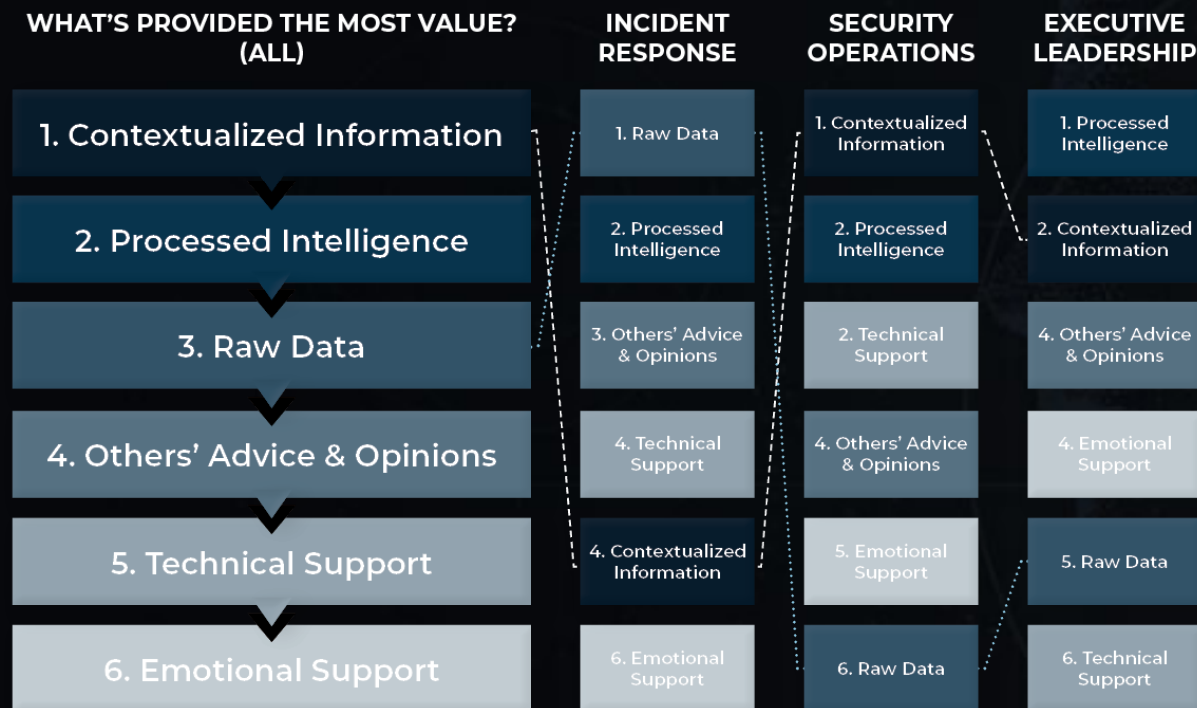 WHAT'S PROVIDED THE MOST VALUE?
(ALL)
1. Contextualized Information
2. Processed Intelligence
3. Raw Data
4. Others' Advice & Opinions
5. Technical Support
6. Emotional Support
INCIDENT
RESPONSE
1. Raw Data
2. Processed
Intelligence
3. Others' Advice
& Opinions
4. Technical
Support
4. Contextualized
Information
6. Emotional
Support
SECURITY
OPERATIONS
1. Contextualized
Information
2. Processed
Intelligence
2. Technical
Support
4. Others' Advice
& Opinions
5. Emotional
Support
6. Raw Data
EXECUTIVE
LEADERSHIP
1. Processed
Intelligence
2. Contextualized
Information
4. Others' Advice
& Opinions
4. Emotional
Support
5. Raw Data
6. Technical
Support